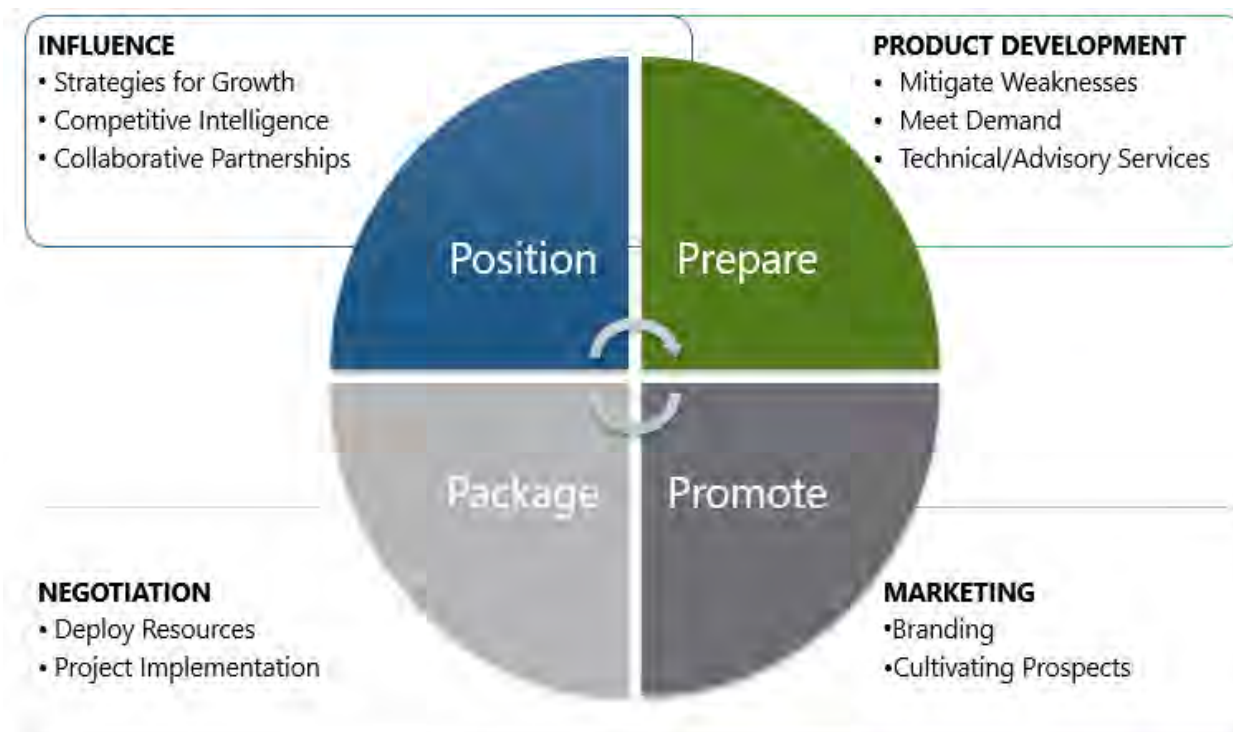 INFLUENCE
• Strategies for Growth
• Competitive Intelligence
• Collaborative Partnerships
PRODUCT DEVELOPMENT
• Mitigate Weaknesses
• Meet Demand
• Technical/Advisory Services
Position
Prepare
Package
Promote
NEGOTIATION
• Deploy Resources
• Project Implementation
MARKETING
•Branding
•Cultivating Prospects